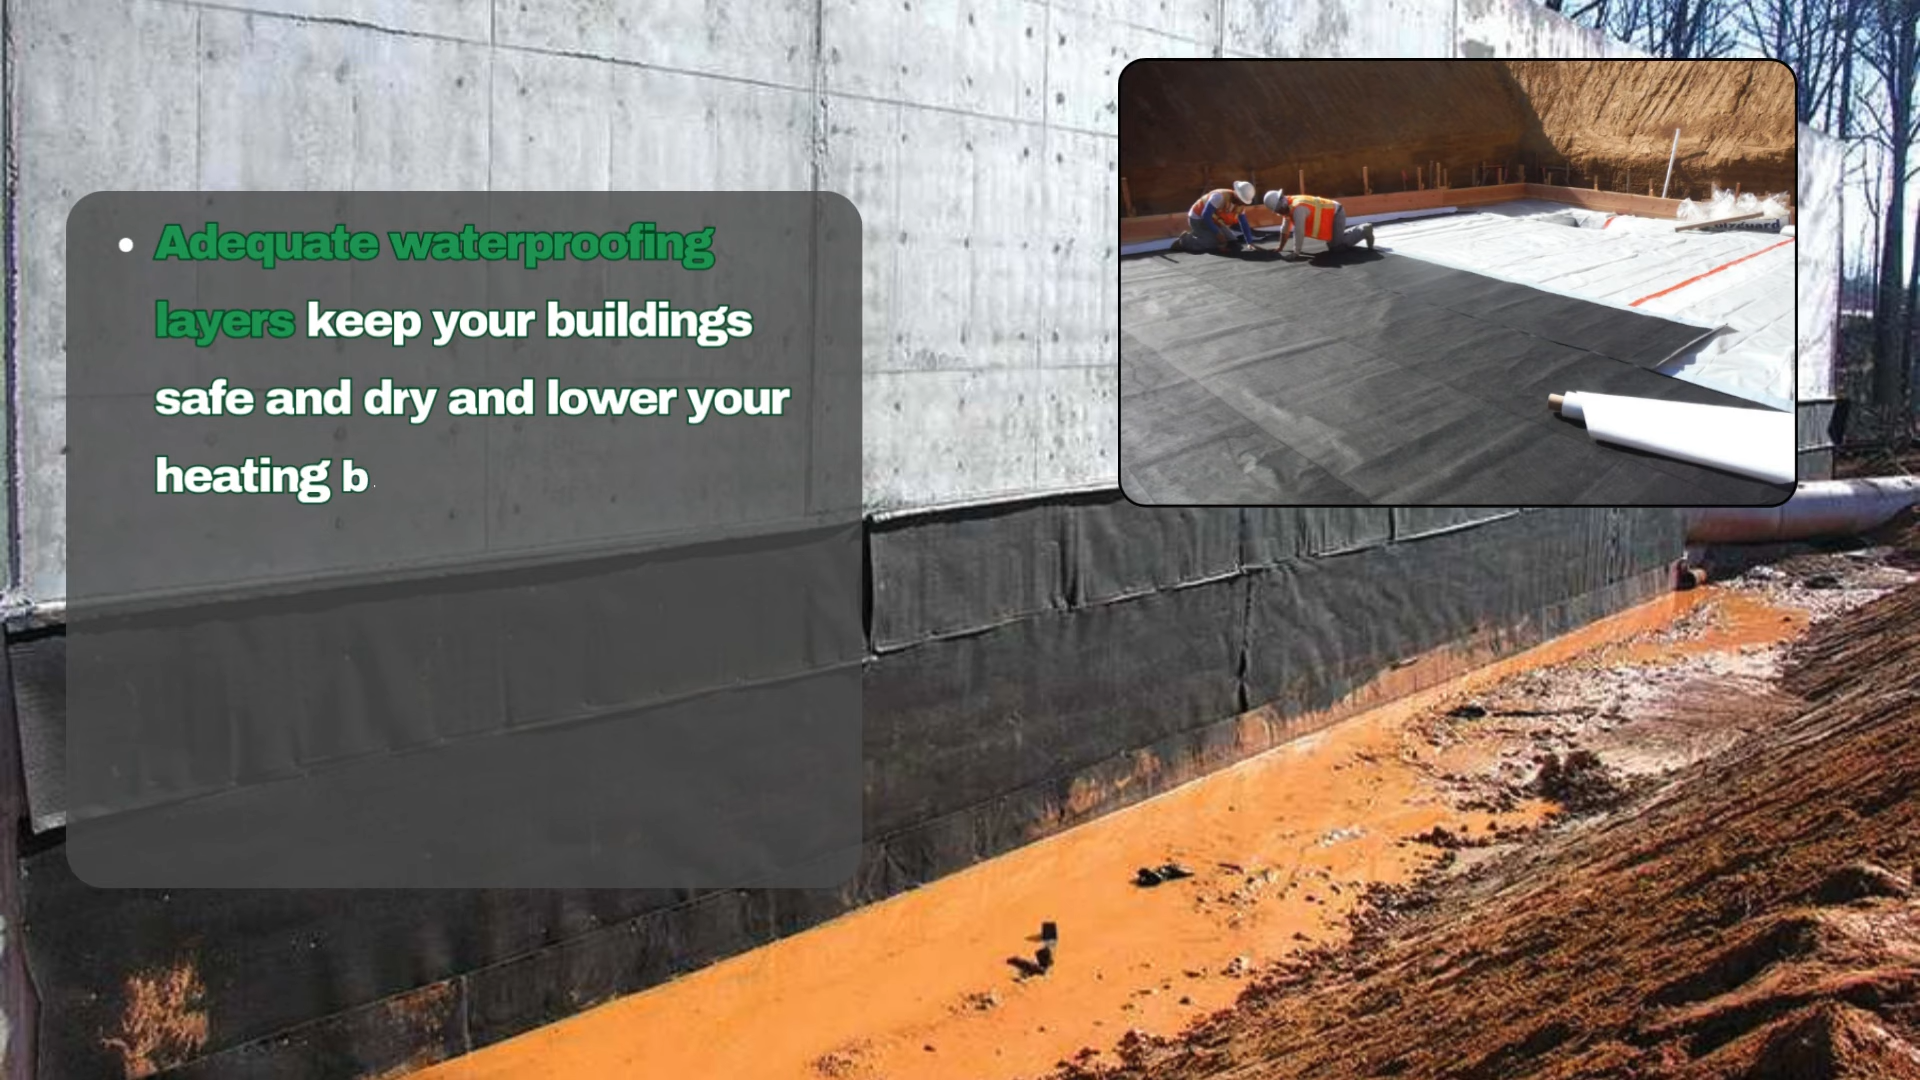 • Adequate waterproofing
layers keep your buildings
safe and dry and lower your
heating b